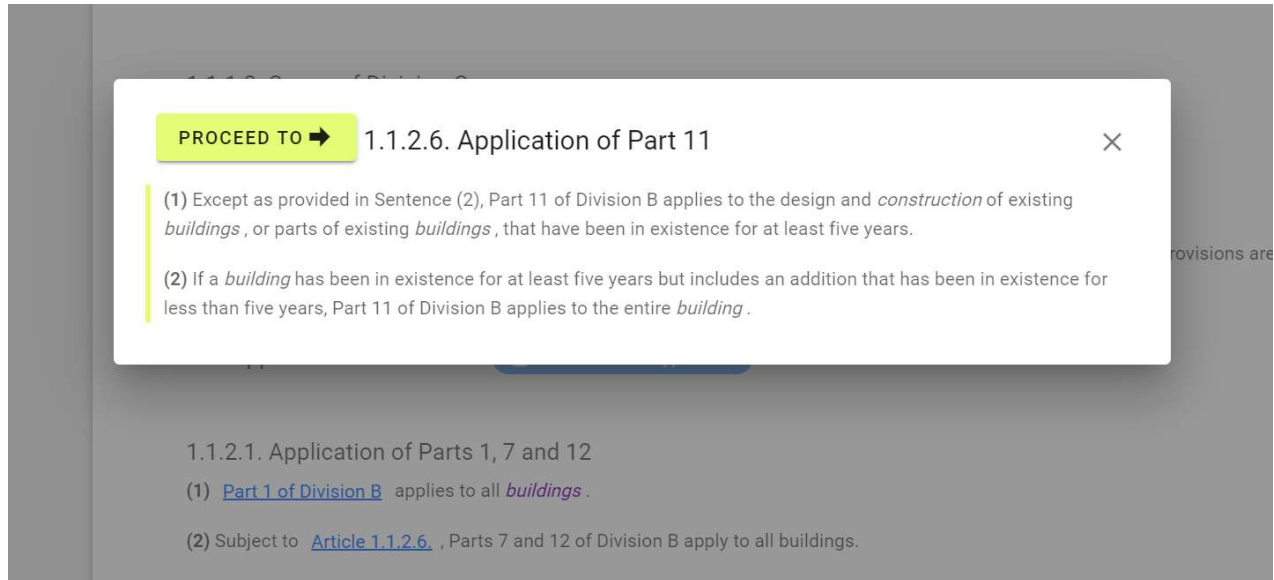 PROCEED TO ➡ 1.1.2.6. Application of Part 11
(1) Except as provided in Sentence (2), Part 11 of Division B applies to the design and construction of existing
buildings , or parts of existing buildings , that have been in existence for at least five years.
rovisions are
(2) If a building has been in existence for at least five years but includes an addition that has been in existence for
less than five years, Part 11 of Division B applies to the entire building .
1.1.2.1. Application of Parts 1, 7 and 12
(1) Part 1 of Division B applies to all buildings .
(2) Subject to Article 1.1.2.6. , Parts 7 and 12 of Division B apply to all buildings.